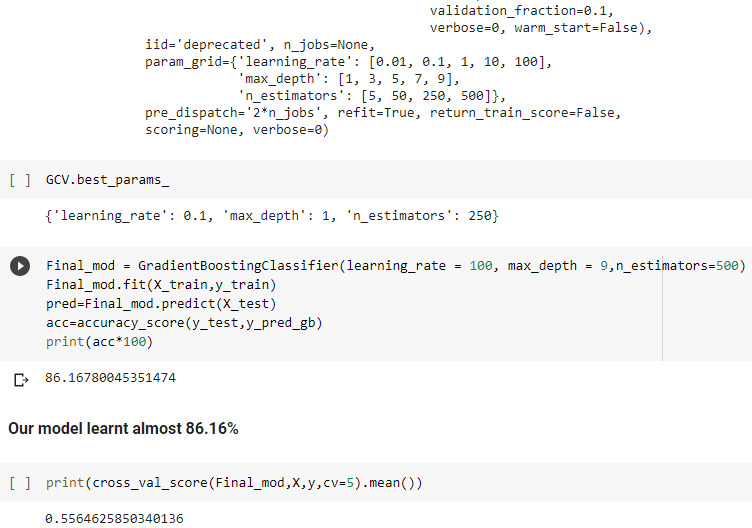 validation_fraction=0.1,
verbose=0, warm_start=False),
iid='deprecated', n_jobs=None,
param_grid={'learning_rate': [0.01, 0.1, 1, 10, 100],
'max_depth': [1, 3, 5, 7, 9],
'n_estimators': [5, 50, 250, 500]},
pre_dispatch='2*n_jobs', refit=True, return_train_score=False,
scoring=None, verbose=0)
[ ] GCV.best_params_
{'learning_rate': 0.1, 'max_depth': 1, 'n_estimators': 250}
Final_mod = GradientBoostingClassifier(learning_rate = 100, max_depth = 9,n_estimators=500)
Final_mod.fit(X_train,y_train)
pred=Final_mod.predict(X_test)
acc=accuracy_score(y_test,y_pred_gb)
print(acc*100)
86.16780045351474
Our model learnt almost 86.16%
[ ] print(cross_val_score(Final_mod,X,y,cv=5).mean())
0.5564625850340136